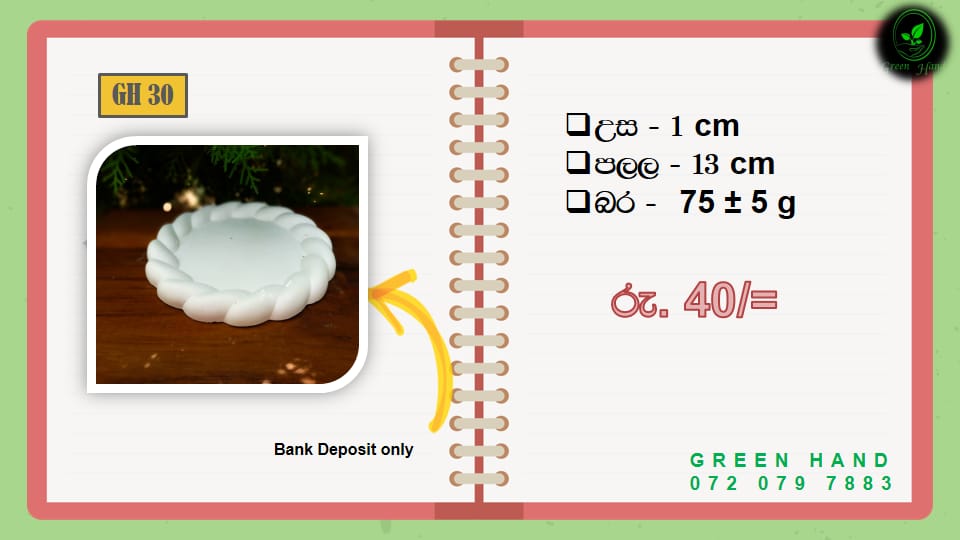 Green Hand
GH 30
❑උස - 1 cm
❑පලල - 13 cm
❑බර - 75 ± 5 g
රු. 40/=
Bank Deposit only
GREEN HAND
072 079 7883